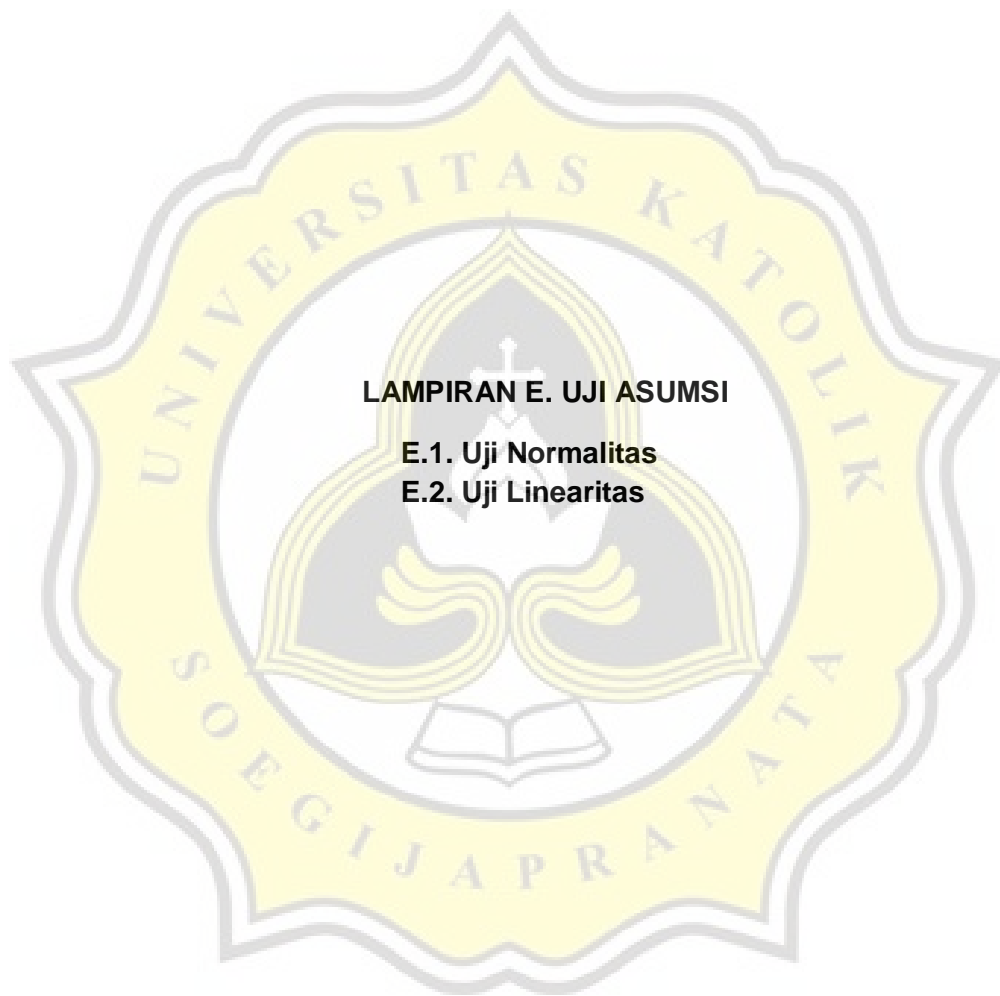 UNIVERSITAS KATOLIK
LAMPIRAN E. UJI ASUMSI
E.1. Uji Normalitas
E.2. Uji Linearitas
SOEGIJAPRANATA